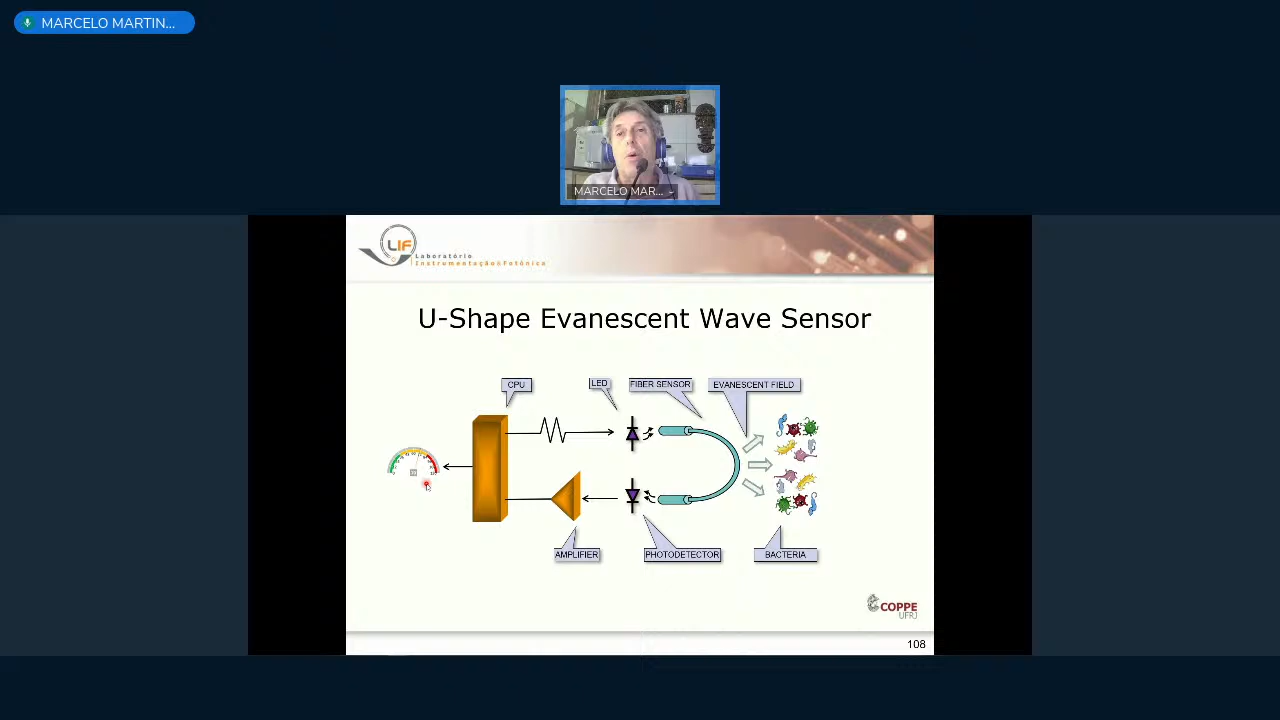 MARCELO MARTIN...
MARCELO MAR...
LIF
Laboratório
Instrumentação&Fotônica
U-Shape Evanescent Wave Sensor
CPU
LED
FIBER SENSOR
EVANESCENT FIELD
AMPLIFIER
PHOTODETECTOR
BACTERIA
COPPE
UFRJ
108